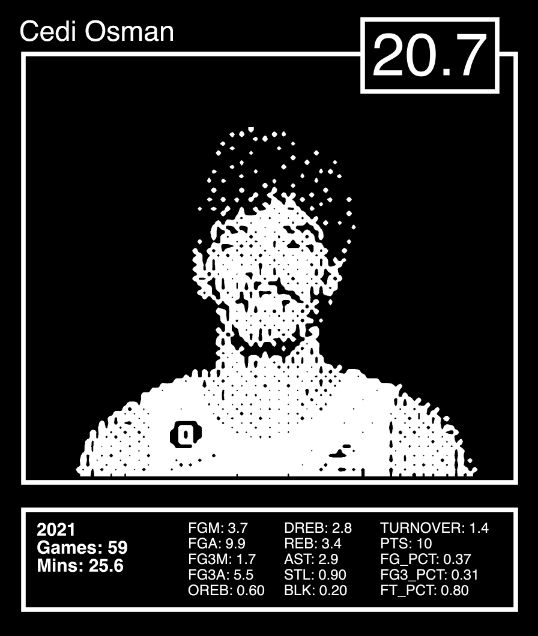 Cedi Osman
20.7
2021
Games: 59
Mins: 25.6
FGM: 3.7
FGA: 9.9
FG3M: 1.7
FG3A: 5.5
OREB: 0.60
DREB: 2.8
REB: 3.4
AST: 2.9
STL: 0.90
BLK: 0.20
TURNOVER: 1.4
PTS: 10
FG_PCT: 0.37
FG3_PCT: 0.31
FT_PCT: 0.80